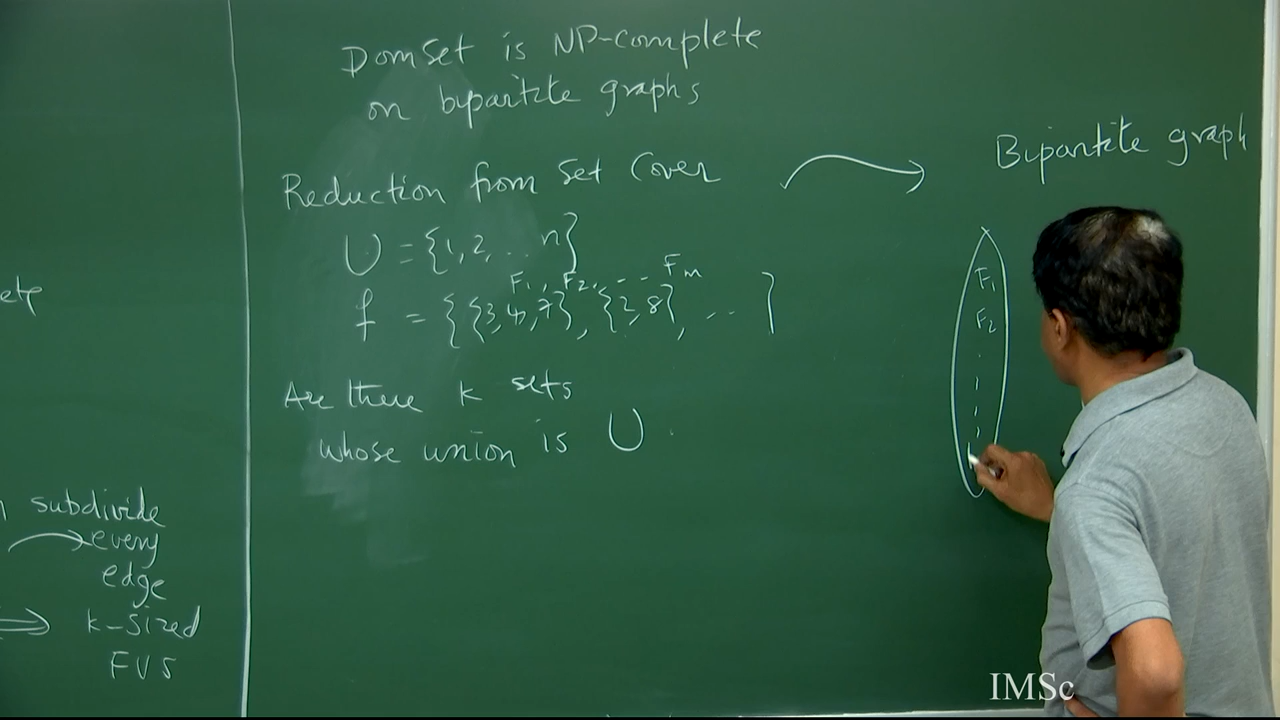 DomSet is NP-complete
on bipartite graphs
Reduction from Set Cover
U = {1, 2, ... n}
F₁, F₂, - - - Fₘ
f = {{3, 4, 7}, {2, 8}, ... }
Are there k sets
whose union is U.
Bipartite graph
F₁
F₂
ete
subdivide
every
edge
⇒ k-sized
FVS
IMSc